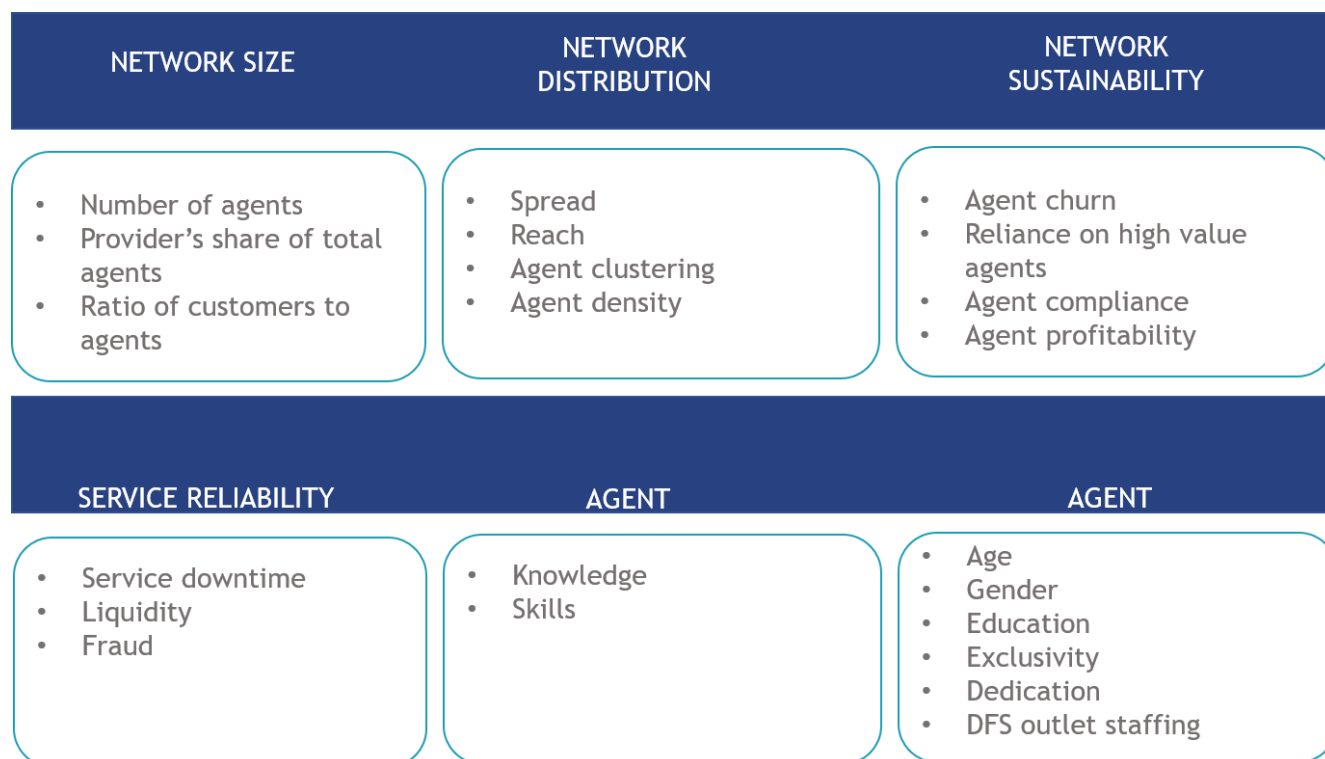 NETWORK SIZE
NETWORK
DISTRIBUTION
NETWORK
SUSTAINABILITY
• Number of agents
• Provider’s share of total
agents
• Ratio of customers to
agents
• Spread
• Reach
• Agent clustering
• Agent density
• Agent churn
• Reliance on high value
agents
• Agent compliance
• Agent profitability
SERVICE RELIABILITY
AGENT
AGENT
• Service downtime
• Liquidity
• Fraud
• Knowledge
• Skills
• Age
• Gender
• Education
• Exclusivity
• Dedication
• DFS outlet staffing